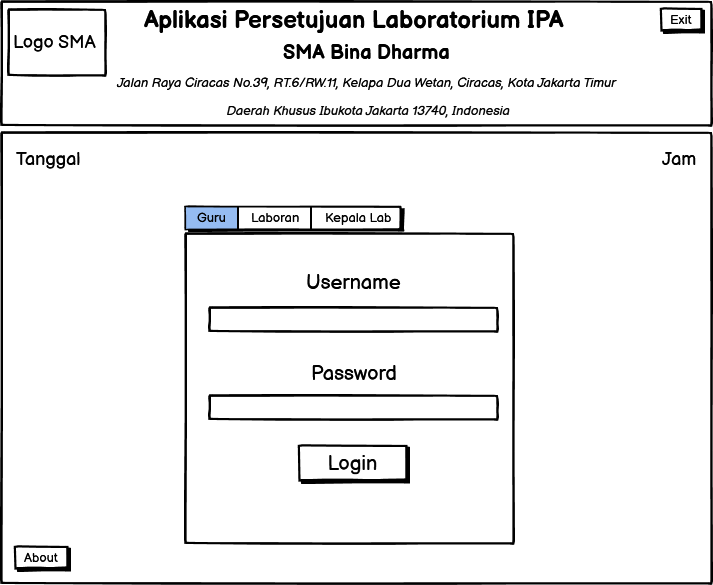 Logo SMA
Aplikasi Persetujuan Laboratorium IPA
Exit
SMA Bina Dharma
Jalan Raya Ciracas No.39, RT.6/RW.11, Kelapa Dua Wetan, Ciracas, Kota Jakarta Timur
Daerah Khusus Ibukota Jakarta 13740, Indonesia
Tanggal
Jam
Guru
Laboran
Kepala Lab
Username
Password
Login
About